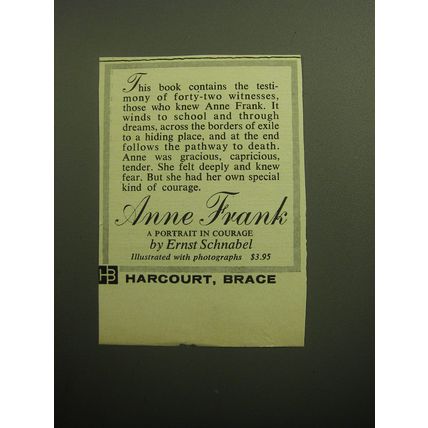 This book contains the testi-
mony of forty-two witnesses,
those who knew Anne Frank. It
winds to school and through
dreams, across the borders of exile
to a hiding place, and at the end
follows the pathway to death.
Anne was gracious, capricious,
tender. She felt deeply and knew
fear. But she had her own special
kind of courage.
Anne Frank
A PORTRAIT IN COURAGE
by Ernst Schnabel
Illustrated with photographs $3.95
HB HARCOURT, BRACE